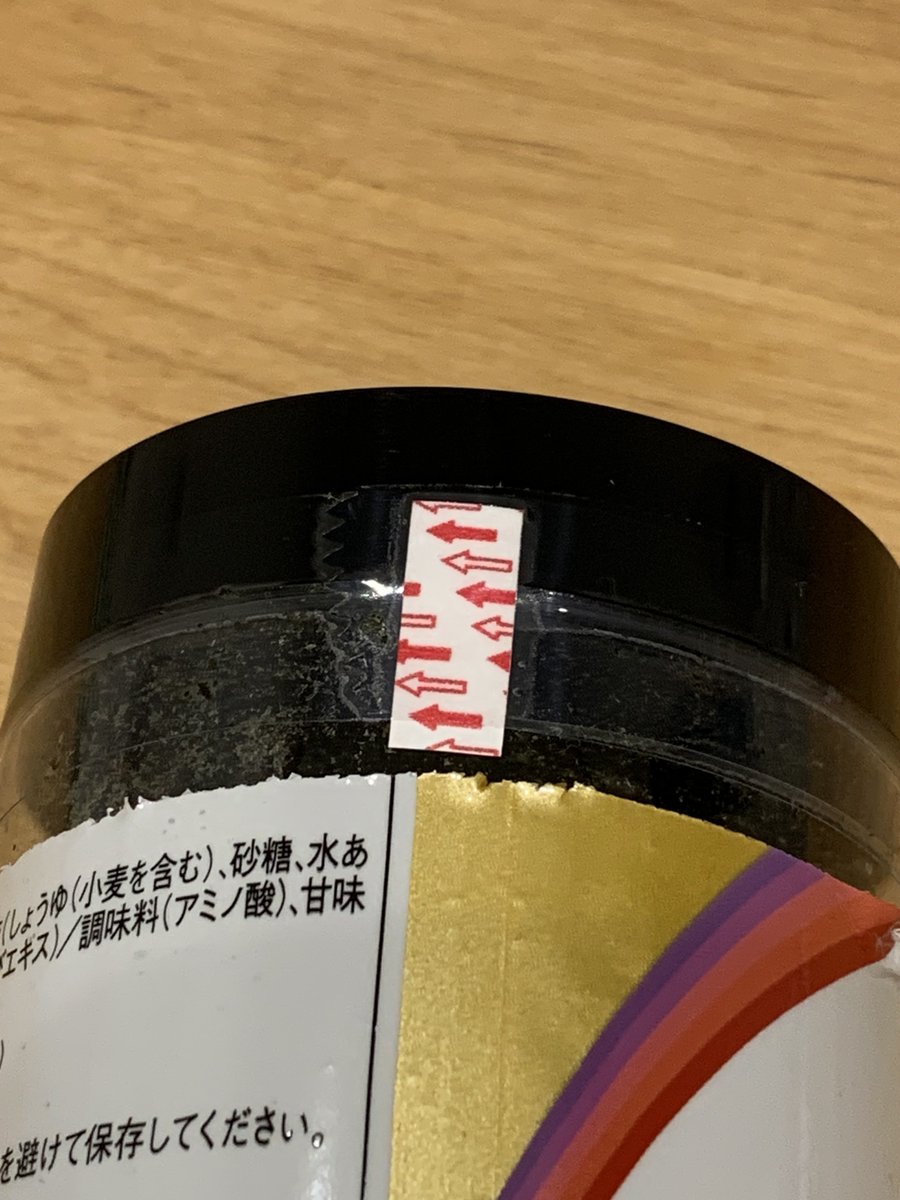 (しょうゆ(小麦を含む)、砂糖、水あ
エキス)／調味料(アミノ酸)、甘味
)
を避けて保存してください。